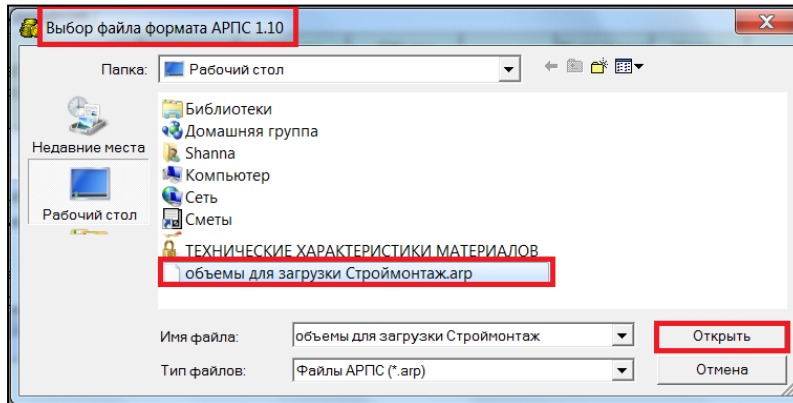 Выбор файла формата АРПС 1.10
Папка:
Рабочий стол
Библиотеки
Домашняя группа
Shanna
Компьютер
Сеть
Сметы
ТЕХНИЧЕСКИЕ ХАРАКТЕРИСТИКИ МАТЕРИАЛОВ
объемы для загрузки Строймонтаж.arp
Недавние места
Рабочий стол
Имя файла:
объемы для загрузки Строймонтаж
Открыть
Тип файлов:
Файлы АРПС (*.arp)
Отмена